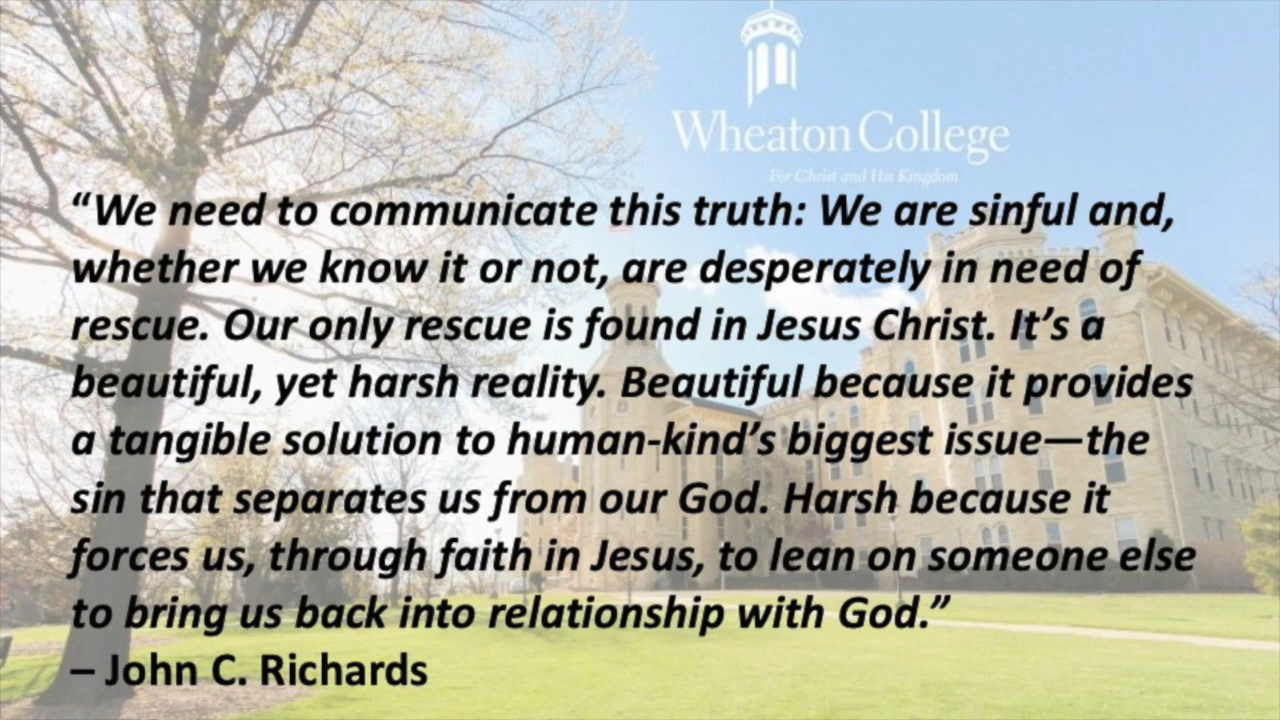 Wheaton College
For Christ and His Kingdom
“We need to communicate this truth: We are sinful and,
whether we know it or not, are desperately in need of
rescue. Our only rescue is found in Jesus Christ. It’s a
beautiful, yet harsh reality. Beautiful because it provides
a tangible solution to human-kind’s biggest issue—the
sin that separates us from our God. Harsh because it
forces us, through faith in Jesus, to lean on someone else
to bring us back into relationship with God.”
– John C. Richards